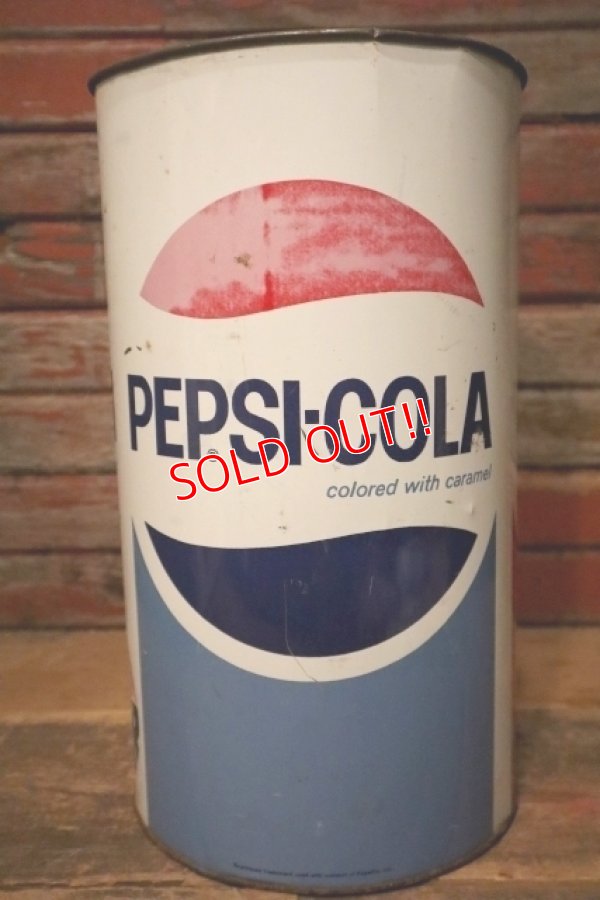 PEPSI-COLA
SOLD OUT!!
colored with caramel